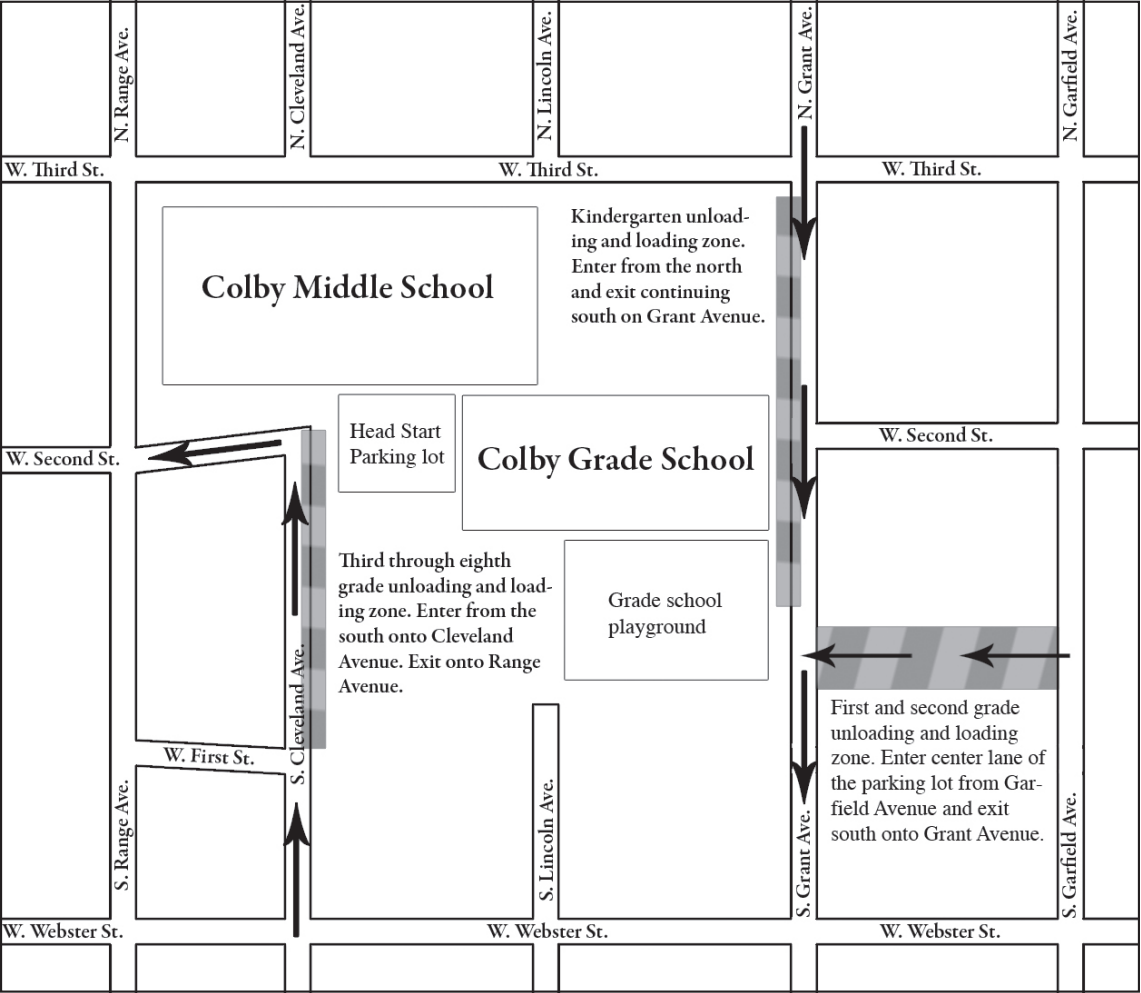 N. Range Ave.
N. Cleveland Ave.
N. Lincoln Ave.
N. Grant Ave.
N. Garfield Ave.
W. Third St.
W. Third St.
W. Third St.
Colby Middle School
Kindergarten unload-
ing and loading zone.
Enter from the north
and exit continuing
south on Grant Avenue.
W. Second St.
Head Start
Parking lot
Colby Grade School
W. Second St.
Third through eighth
grade unloading and load-
ing zone. Enter from the
south onto Cleveland
Avenue. Exit onto Range
Avenue.
Grade school
playground
First and second grade
unloading and loading
zone. Enter center lane of
the parking lot from Gar-
field Avenue and exit
south onto Grant Avenue.
W. First St.
S. Range Ave.
S. Cleveland Ave.
S. Lincoln Ave.
S. Grant Ave.
S. Garfield Ave.
W. Webster St.
W. Webster St.
W. Webster St.